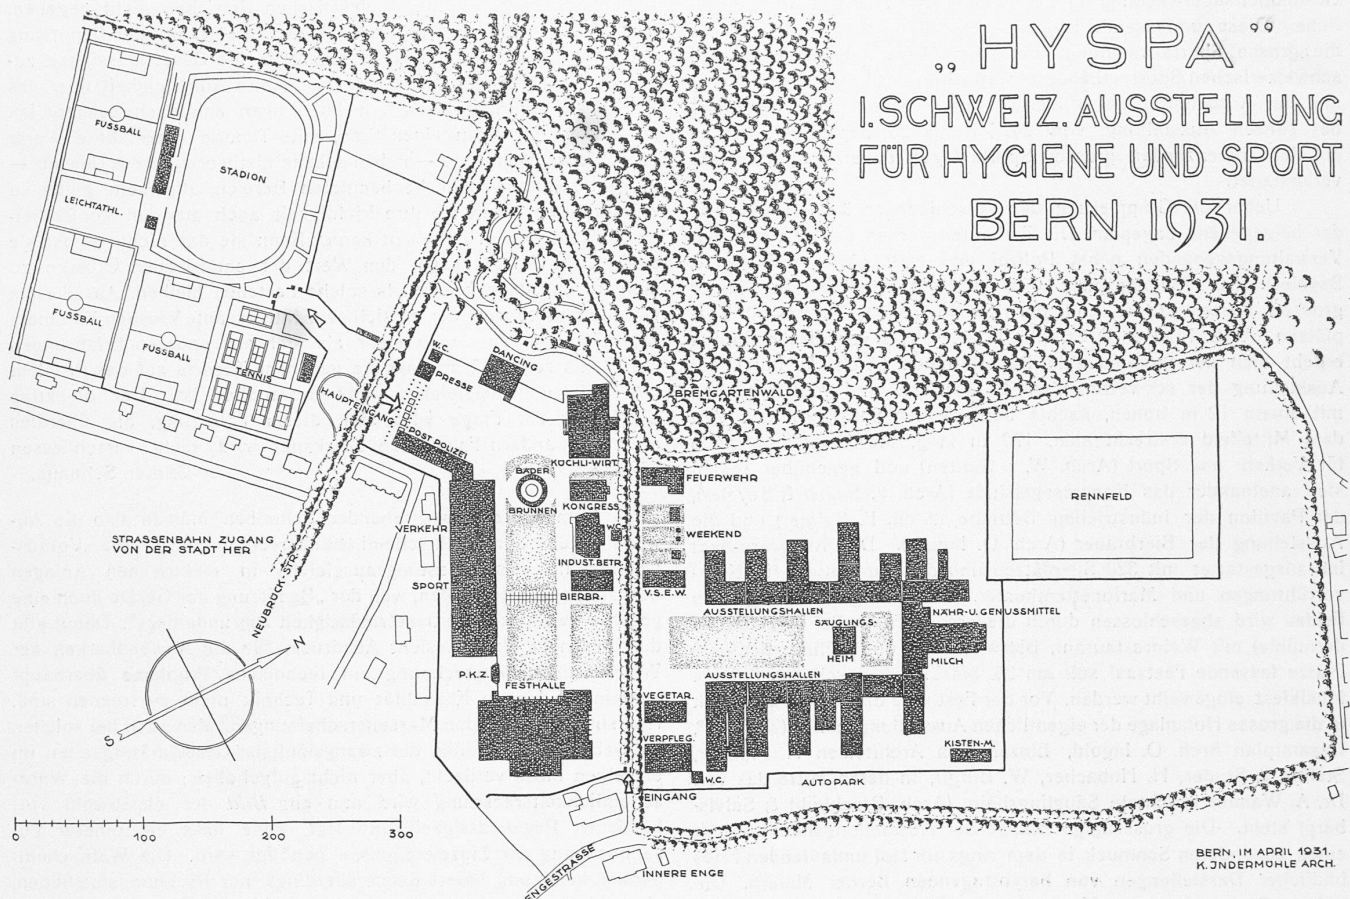 „HYSPA“
I.SCHWEIZ.AUSSTELLUNG
FÜR HYGIENE UND SPORT
BERN 1931.
FUSSBALL
STADION
LEICHTATHL.
FUSSBALL
FUSSBALL
TENNIS
HAUPTEINGANG
W.C.
PRESSE
DANCING
POST POLIZEI
BREMGARTENWALD
KÜCHLI-WIRT.
BÄDER
BRUNNEN
KONGRESS
W.C.
FEUERWEHR
WEEKEND
RENNFELD
VERKEHR
STRASSENBAHN ZUGANG
VON DER STADT HER
INDUST.BETR.
SPORT
BIERBR.
V.S.E.W.
NEUBRÜCK STR.
AUSSTELLUNGSHALLEN
NÄHR-U.GENUSSMITTEL
SÄUGLINGS-
HEIM
MILCH
N
S
P.K.Z.
FESTHALLE
AUSSTELLUNGSHALLEN
VEGETAR.
VERPFLEG.
KISTEN-M.
W.C.
AUTOPARK
EINGANG
0 100 200 300
ENGESTRASSE
INNERE ENGE
BERN, IM APRIL 1931.
K.INDERMÜHLE ARCH.